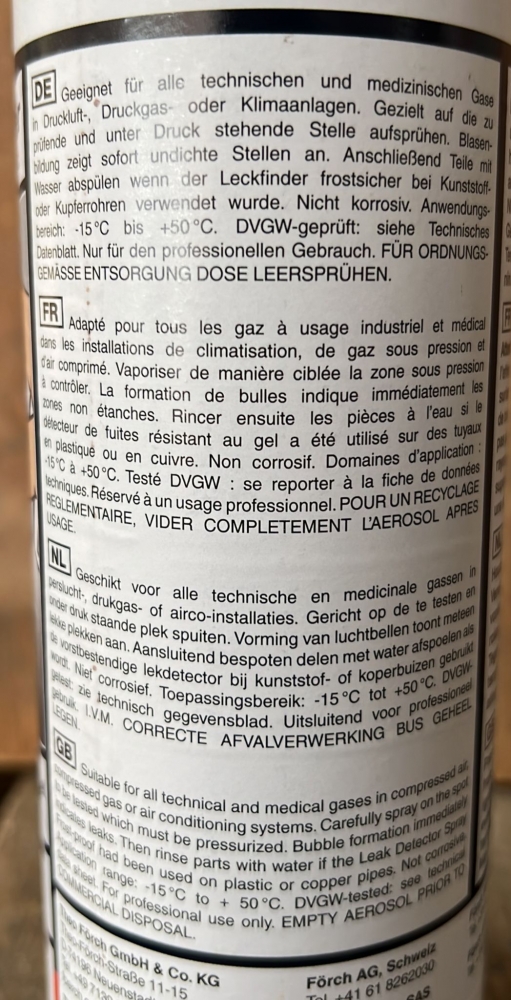 DE Geeignet für alle technischen und medizinischen Gase
in Druckluft-, Druckgas- oder Klimaanlagen. Gezielt auf die zu
prüfende und unter Druck stehende Stelle aufsprühen. Blasen-
bildung zeigt sofort undichte Stellen an. Anschließend Teile mit
Wasser abspülen wenn der Leckfinder frostsicher bei Kunststoff-
oder Kupferrohren verwendet wurde. Nicht korrosiv. Anwendungs-
bereich: -15°C bis +50°C. DVGW-geprüft: siehe Technisches
Datenblatt. Nur für den professionellen Gebrauch. FÜR ORDNUNGS-
GEMÄSSE ENTSORGUNG DOSE LEERSPRÜHEN.
FR Adapté pour tous les gaz à usage industriel et médical
dans les installations de climatisation, de gaz sous pression et
d'air comprimé. Vaporiser de manière ciblée la zone sous pression
à contrôler. La formation de bulles indique immédiatement les
zones non étanches. Rincer ensuite les pièces à l'eau si le
détecteur de fuites résistant au gel a été utilisé sur des tuyaux
en plastique ou en cuivre. Non corrosif. Domaines d'application :
-15°C à +50°C. Testé DVGW : se reporter à la fiche de données
techniques. Réservé à un usage professionnel. POUR UN RECYCLAGE
REGLEMENTAIRE, VIDER COMPLETEMENT L'AEROSOL APRES
USAGE.
NL Geschikt voor alle technische en medicinale gassen in
perslucht-, drukgas- of airco-installaties. Gericht op de te testen en
onder druk staande plek spuiten. Vorming van luchtbellen toont meteen
lekke plekken aan. Aansluitend bespoten delen met water afspoelen als
de vorstbestendige lekdetector bij kunststof- of koperbuizen gebruikt
wordt. Niet corrosief. Toepassingsbereik: -15°C tot +50°C. DVGW-
getest: zie technisch gegevensblad. Uitsluitend voor professioneel
gebruik. I.V.M. CORRECTE AFVALVERWERKING BUS GEHEEL
LEGEN.
GB Suitable for all technical and medical gases in compressed air,
compressed gas or air conditioning systems. Carefully spray on the spot
to be tested which must be pressurized. Bubble formation immediately
indicates leaks. Then rinse parts with water if the Leak Detector Spray
frost-proof had been used on plastic or copper pipes. Not corrosive.
Application range: -15°C to + 50°C. DVGW-tested: see technical
data sheet. For professional use only. EMPTY AEROSOL PRIOR TO
COMMERCIAL DISPOSAL.
Theo Förch GmbH & Co. KG
Theo-Förch-Straße 11-15
Förch AG, Schweiz
Tel. +41 61 8262030
SAS